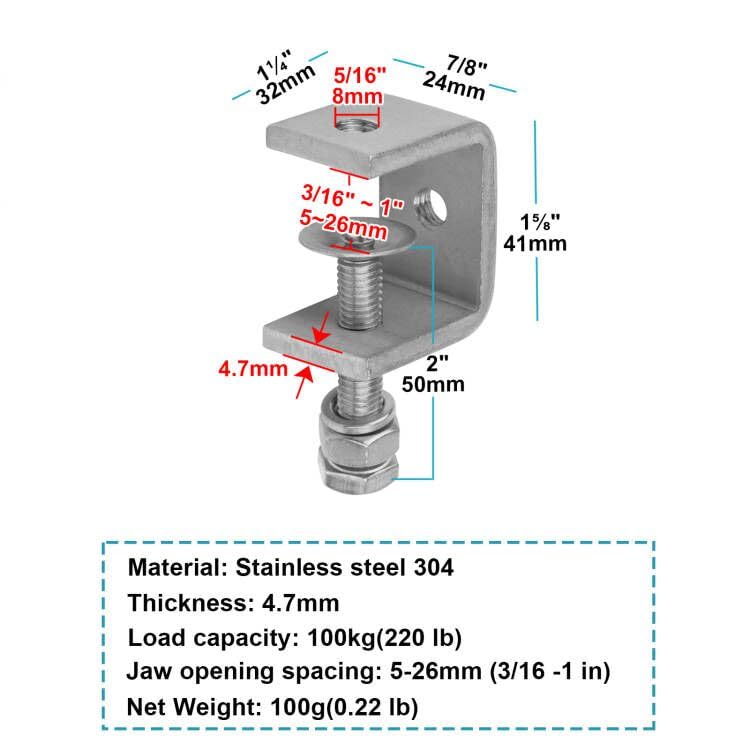 1¼"
32mm
5/16"
8mm
7/8"
24mm
3/16" ~ 1"
5~26mm
1⅝"
41mm
4.7mm
2"
50mm
Material: Stainless steel 304
Thickness: 4.7mm
Load capacity: 100kg(220 lb)
Jaw opening spacing: 5-26mm (3/16 -1 in)
Net Weight: 100g(0.22 lb)